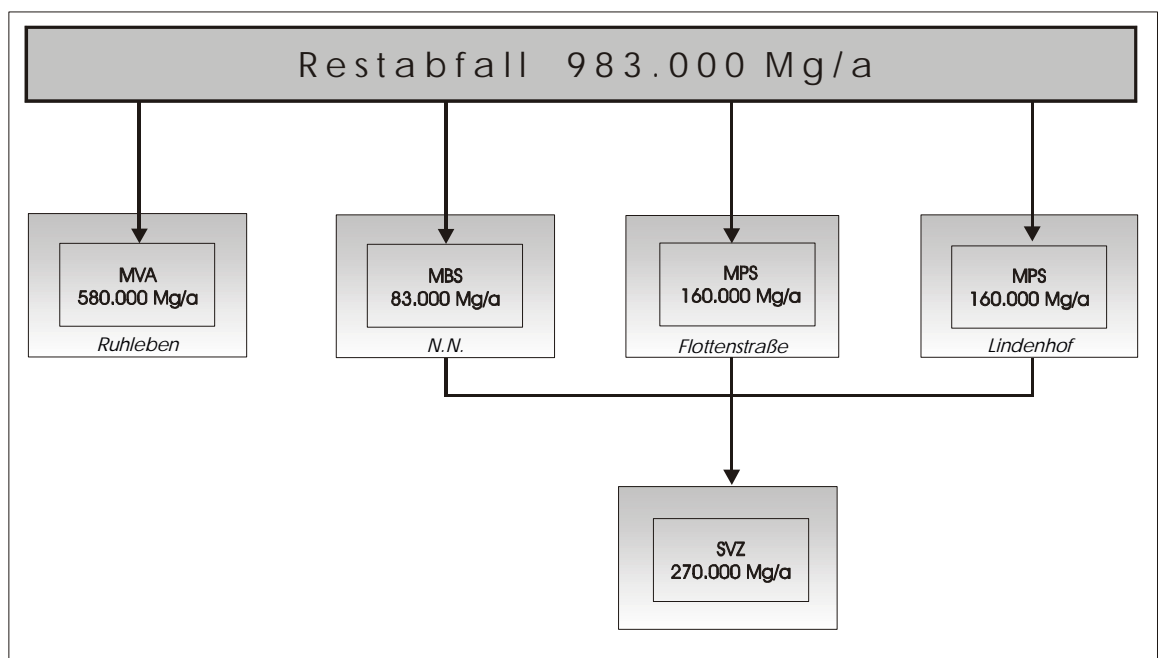 Restabfall 983.000 Mg/a
MVA
580.000 Mg/a
Ruhleben
MBS
83.000 Mg/a
N.N.
MPS
160.000 Mg/a
Flottenstraße
MPS
160.000 Mg/a
Lindenhof
SVZ
270.000 Mg/a